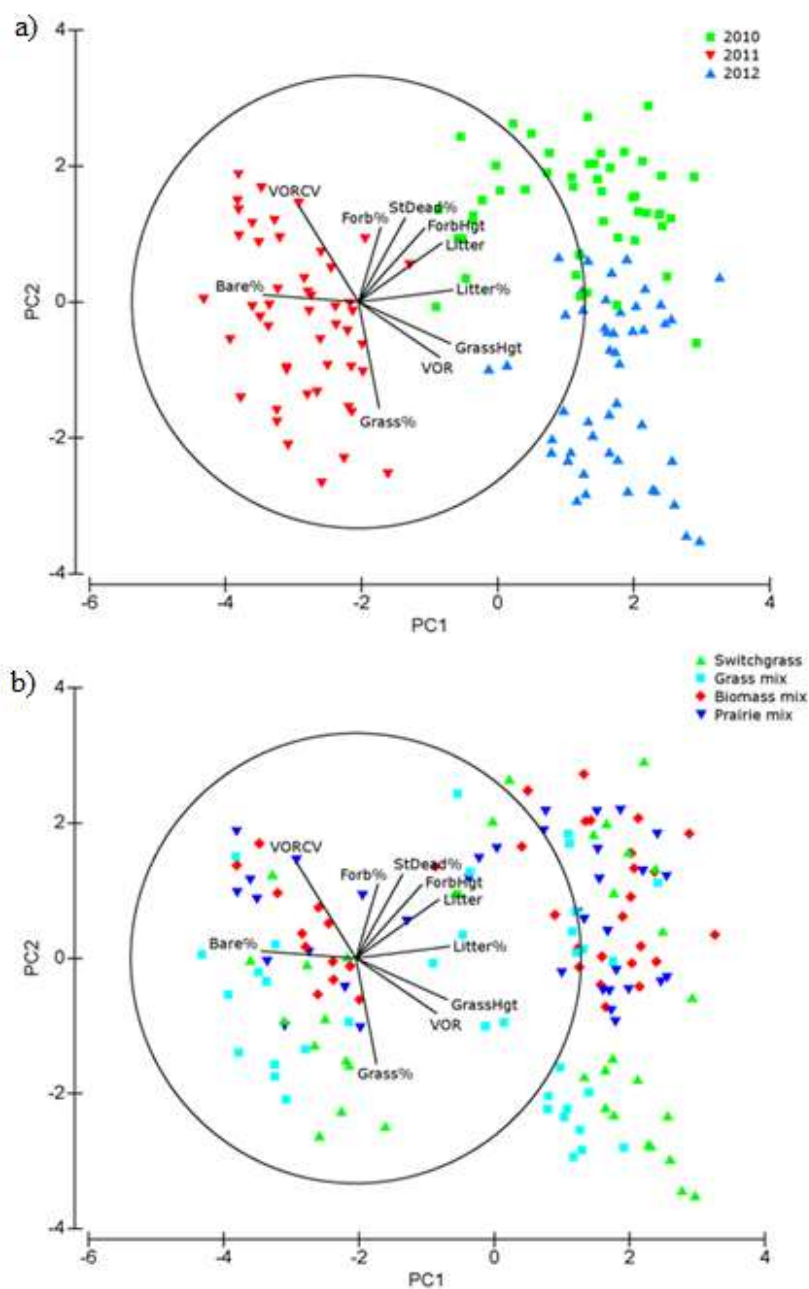 a)
4
2010
2011
2012
2
VORCV
StDead%
Forb%
ForbHgt
Litter
Bare%
Litter%
PC2
0
GrassHgt
VOR
-2
Grass%
-4
-6
-4
-2
0
2
4
PC1
b)
Switchgrass
Grass mix
Biomass mix
Prairie mix
4
2
VORCV
StDead%
Forb%
ForbHgt
Litter
Bare%
Litter%
PC2
0
GrassHgt
VOR
-2
Grass%
-4
-6
-4
-2
0
2
4
PC1